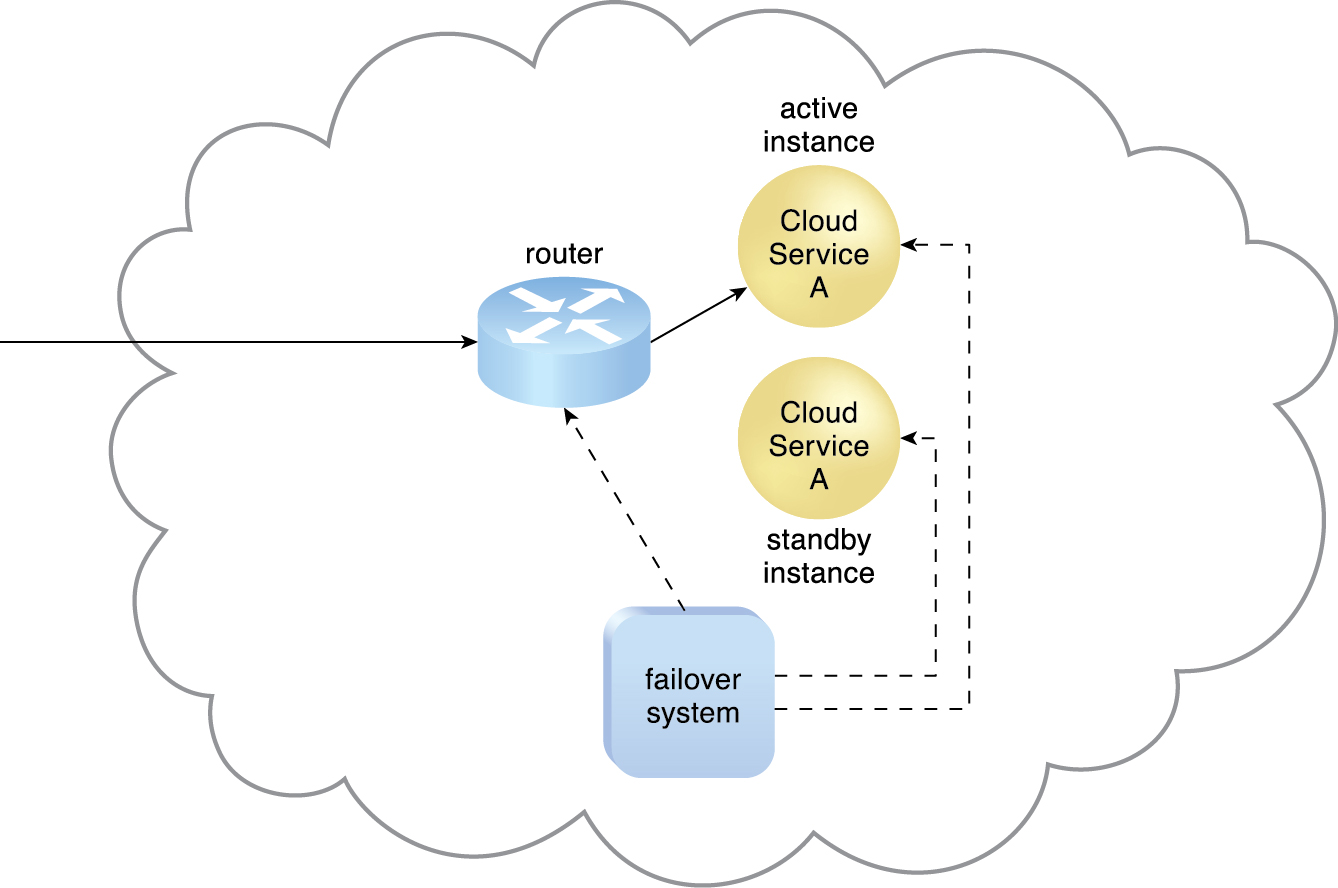 active
instance
Cloud
Service
A
router
Cloud
Service
A
standby
instance
failover
system